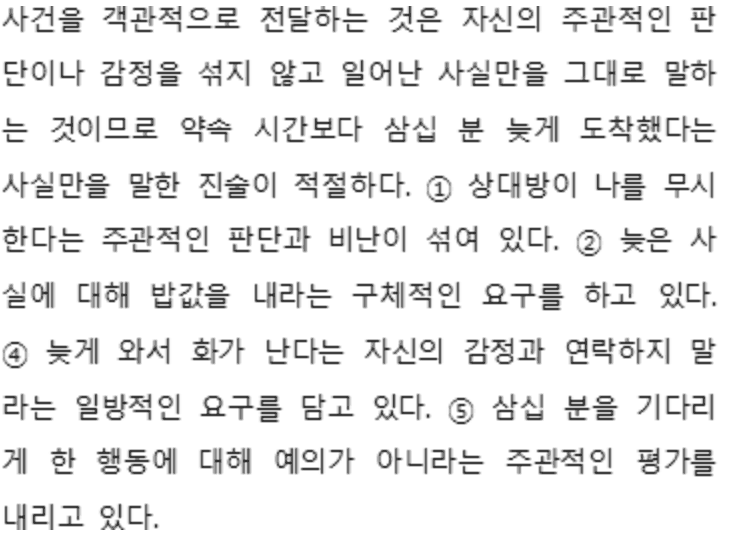 사건을 객관적으로 전달하는 것은 자신의 주관적인 판
단이나 감정을 섞지 않고 일어난 사실만을 그대로 말하
는 것이므로 약속 시간보다 삼십 분 늦게 도착했다는
사실만을 말한 진술이 적절하다. ① 상대방이 나를 무시
한다는 주관적인 판단과 비난이 섞여 있다. ② 늦은 사
실에 대해 밥값을 내라는 구체적인 요구를 하고 있다.
④ 늦게 와서 화가 난다는 자신의 감정과 연락하지 말
라는 일방적인 요구를 담고 있다. ⑤ 삼십 분을 기다리
게 한 행동에 대해 예의가 아니라는 주관적인 평가를
내리고 있다.